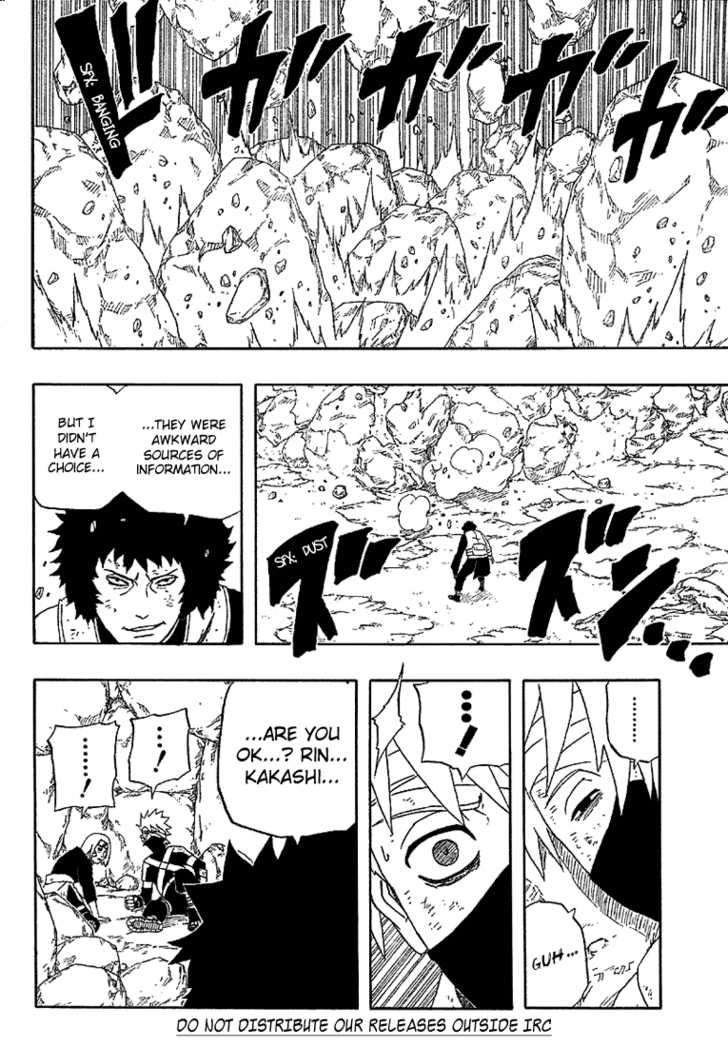 ドガガガガ
SFX: BANGING
...THEY WERE
AWKWARD
SOURCES OF
INFORMATION...
BUT I
DIDN'T
HAVE A
CHOICE...
ズズン...
SFX: DUST
........
GUH...
...!
...ARE YOU
OK...? RIN...
KAKASHI...
....!
.....!
DO NOT DISTRIBUTE OUR RELEASES OUTSIDE IRC